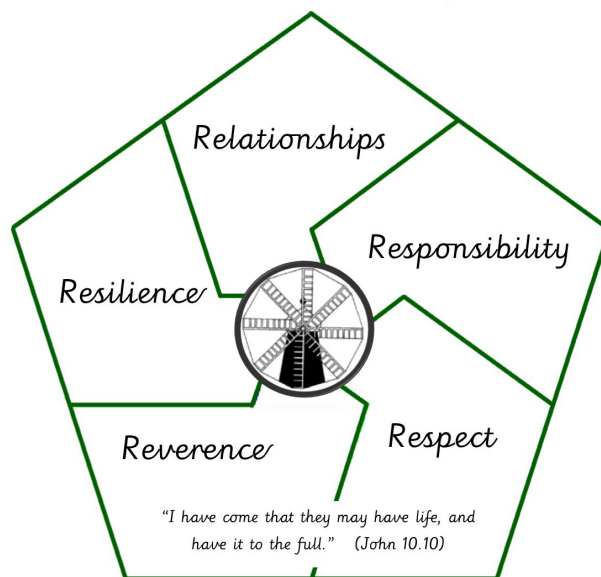 Relationships
Responsibility
Resilience
Respect
Reverence
“I have come that they may have life, and
have it to the full.” (John 10.10)